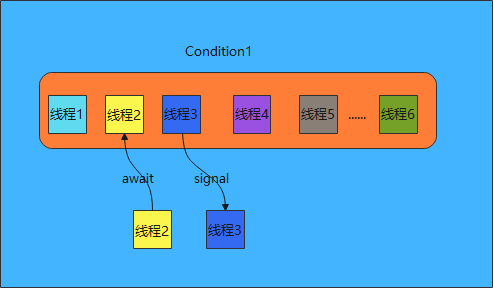 Condition1
线程1 线程2 线程3 线程4 线程5 ...... 线程6
await signal
线程2 线程3